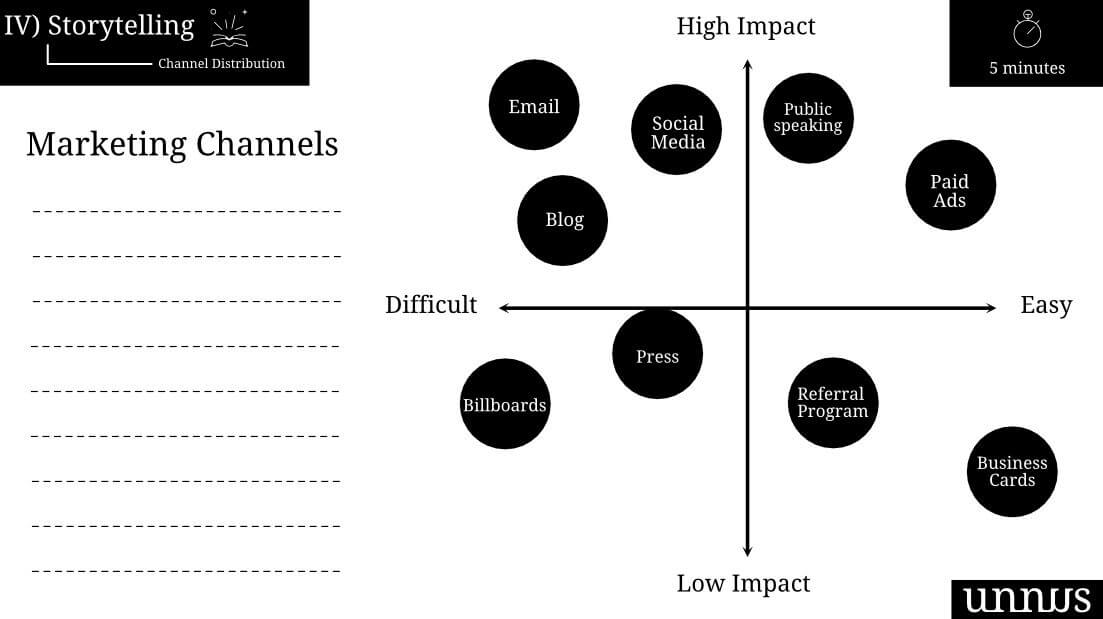 IV) Storytelling
Channel Distribution
5 minutes
Marketing Channels
High Impact
Email
Social
Media
Public
speaking
Paid
Ads
Blog
Difficult
Easy
Press
Billboards
Referral
Program
Business
Cards
Low Impact
unnus